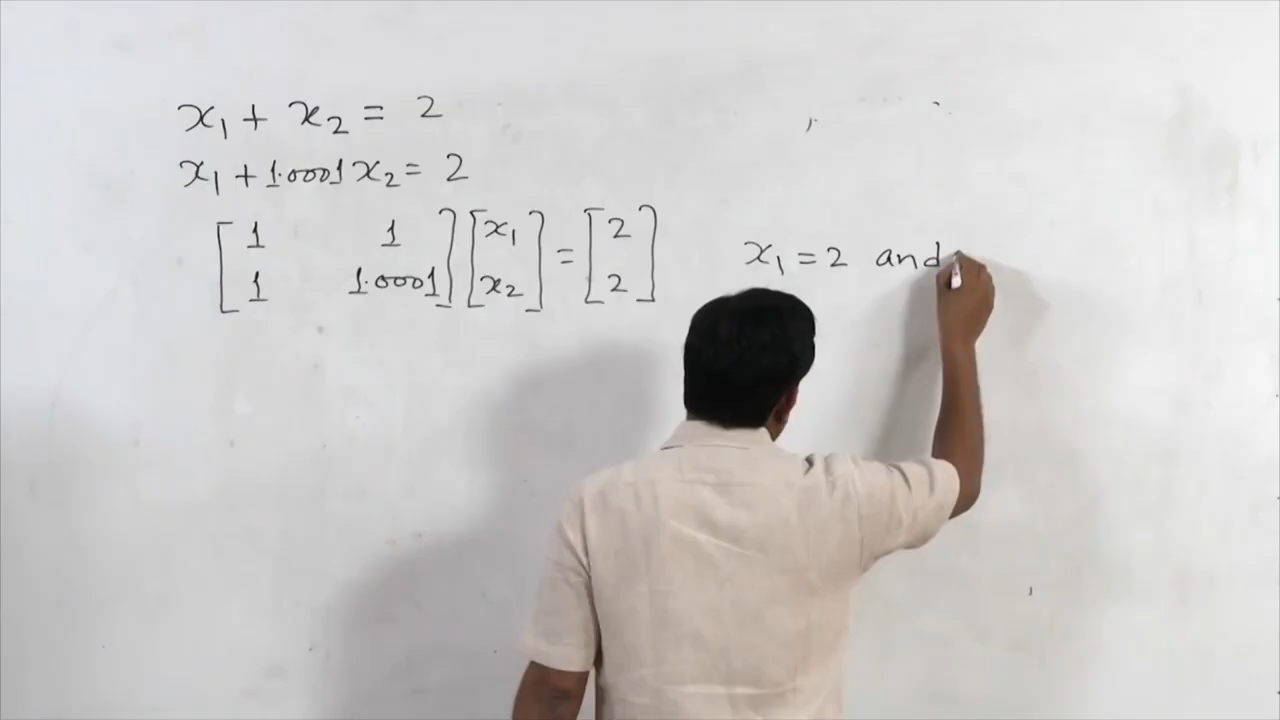 x₁ + x₂ = 2
x₁ + 1.0001 x₂ = 2
[1 1] [x₁] = [2]
[1 1.0001] [x₂] [2]
x₁ = 2 and